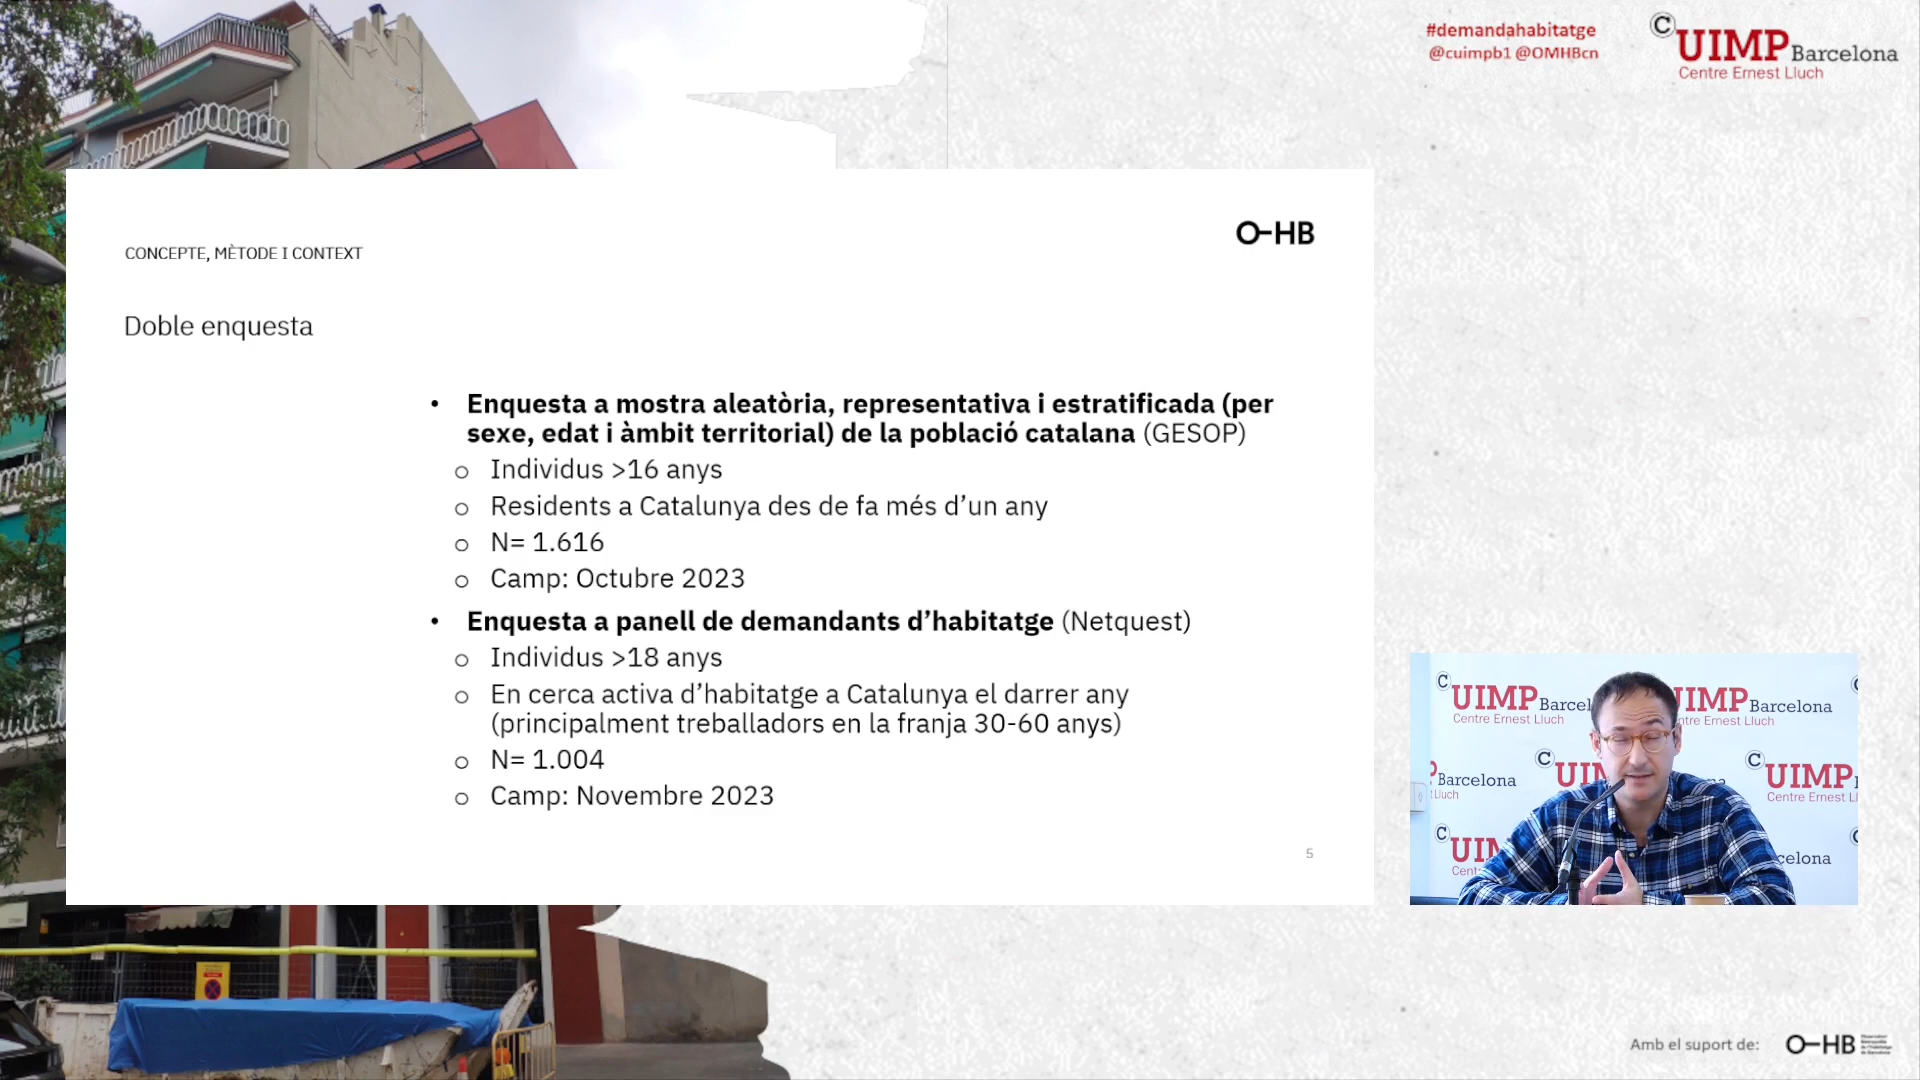 #demandahabitatge
@cuimpb1 @OMHBcn
C UIMP Barcelona
Centre Ernest Lluch
O-HB
CONCEPTE, MÈTODE I CONTEXT
Doble enquesta
• Enquesta a mostra aleatòria, representativa i estratificada (per
sexe, edat i àmbit territorial) de la població catalana (GESOP)
o Individus >16 anys
o Residents a Catalunya des de fa més d’un any
o N= 1.616
o Camp: Octubre 2023
• Enquesta a panell de demandants d’habitatge (Netquest)
o Individus >18 anys
o En cerca activa d’habitatge a Catalunya el darrer any
(principalment treballadors en la franja 30-60 anys)
o N= 1.004
o Camp: Novembre 2023
5
C UIMP Barcel
Centre Ernest Lluch
UIMP Barcelona
ntre Ernest Lluch
Barcelona
Lluch
C UIM
C UIMP
Centre Ernest L
C UIM
Cent
celona
Amb el suport de:
O-HB